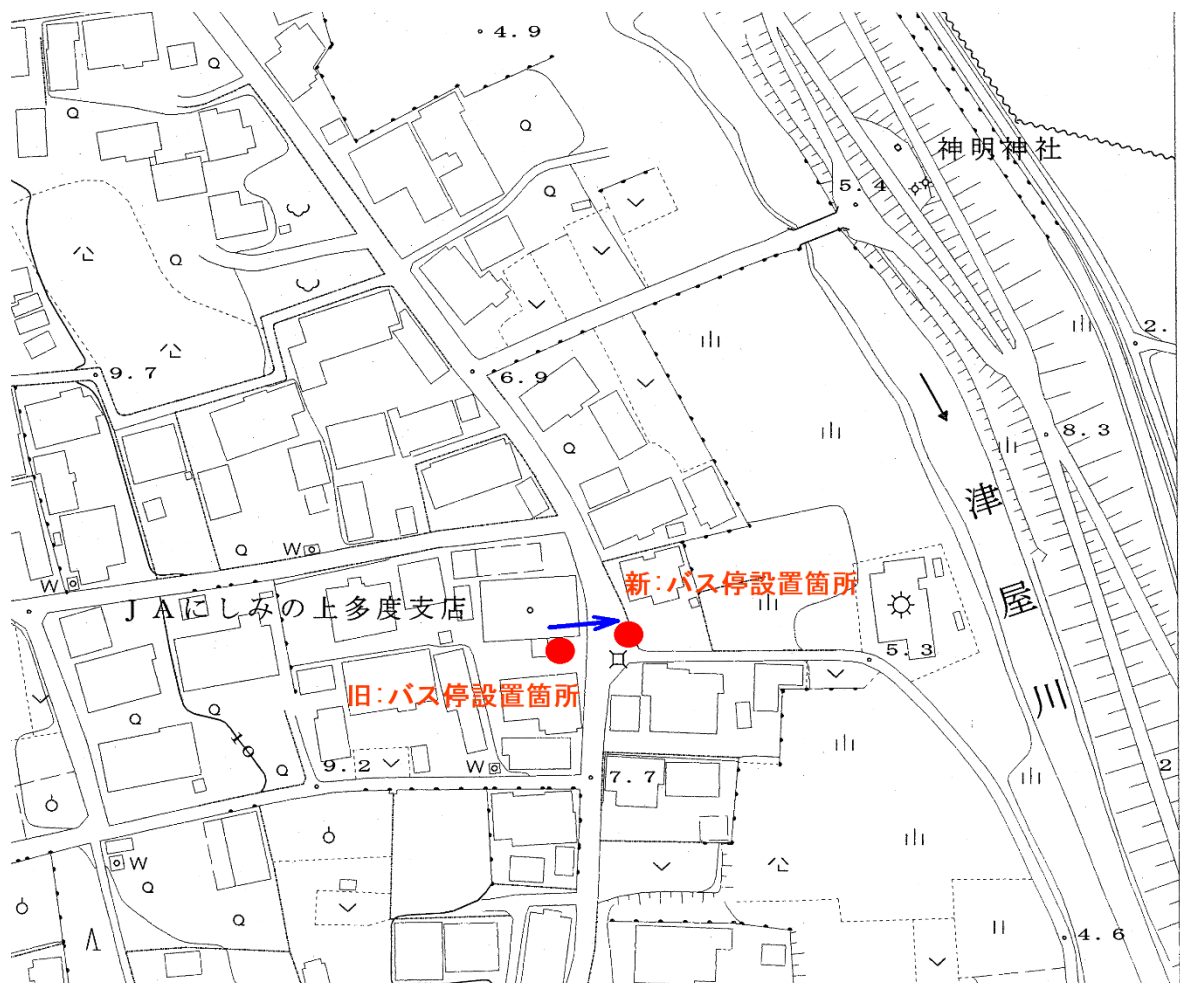 4.9
神明神社
5.4
2.
9.7
6.9
8.3
津屋川
W
W
新:バス停設置箇所
JAにしみの上多度支店
5.3
旧:バス停設置箇所
9.2
W
7.7
2
W
4.6